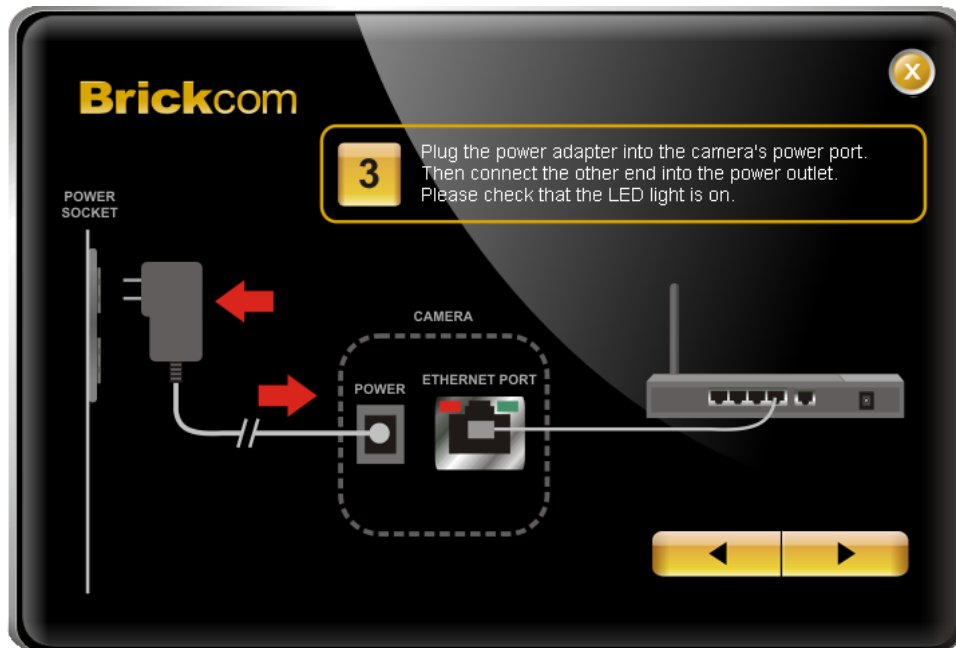 Brickcom
3
Plug the power adapter into the camera's power port.
Then connect the other end into the power outlet.
Please check that the LED light is on.
POWER
SOCKET
CAMERA
POWER
ETHERNET PORT
X